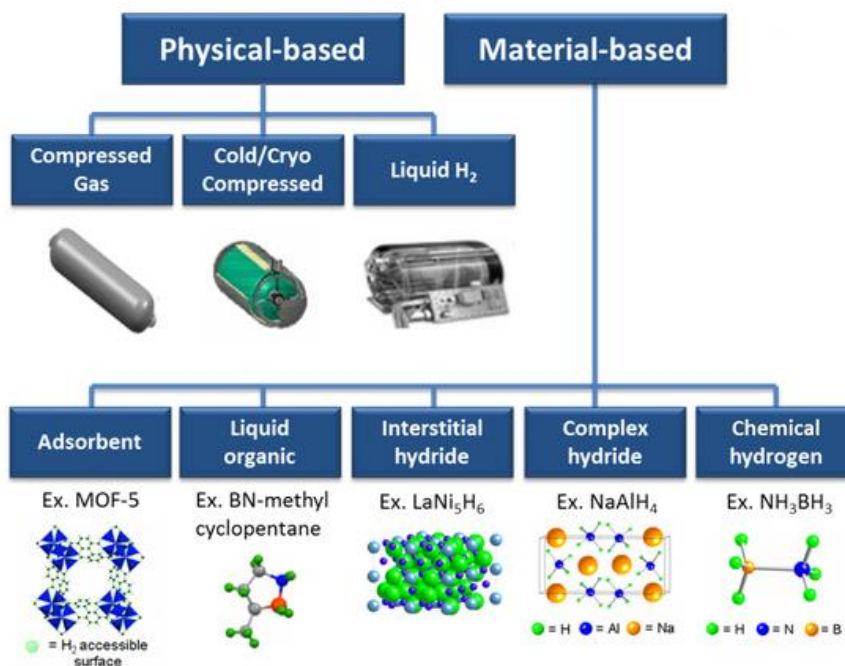 Physical-based
Material-based
Compressed
Gas
Cold/Cryo
Compressed
Liquid H₂
Adsorbent
Liquid
organic
Interstitial
hydride
Complex
hydride
Chemical
hydrogen
Ex. MOF-5
Ex. BN-methyl
cyclopentane
Ex. LaNi₅H₆
Ex. NaAlH₄
Ex. NH₃BH₃
= H₂ accessible
surface
= H = Al = Na
= H = N = B